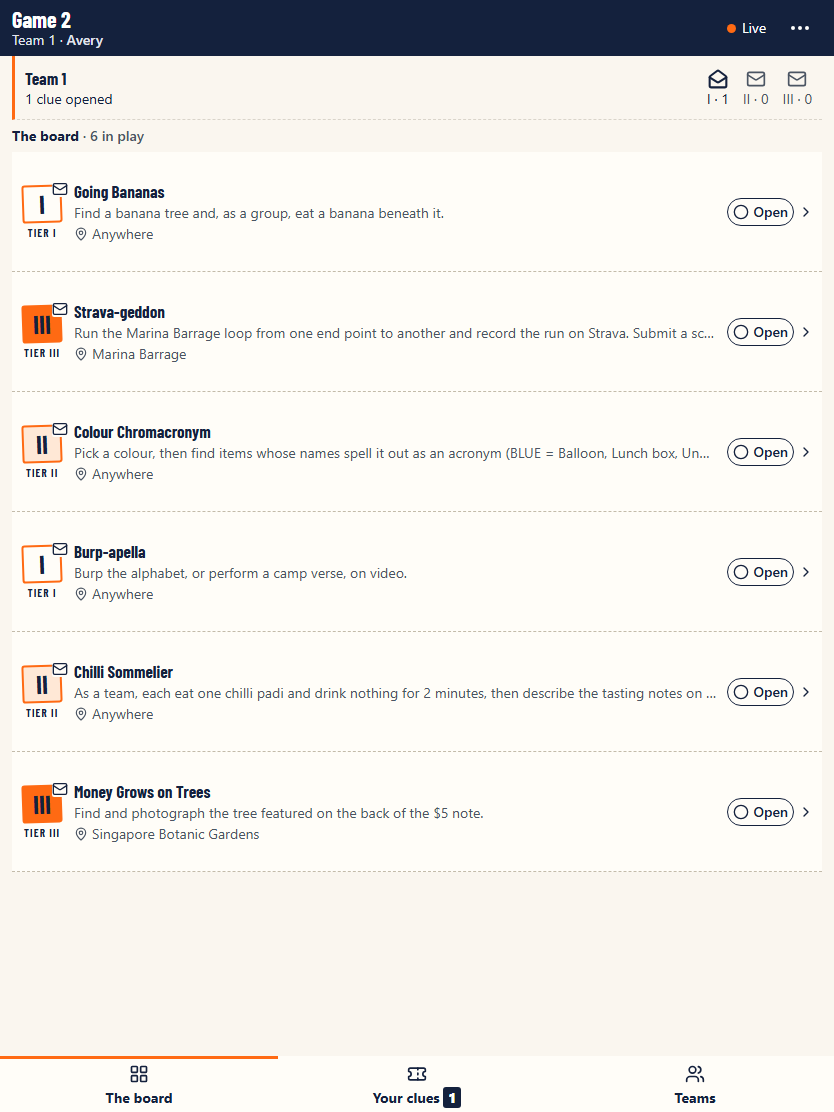 Game 2
Team 1 · Avery
Live
Team 1
1 clue opened
I · 1
II · 0
III · 0
The board · 6 in play
I
TIER I
Going Bananas
Find a banana tree and, as a group, eat a banana beneath it.
Anywhere
Open
III
TIER III
Strava-geddon
Run the Marina Barrage loop from one end point to another and record the run on Strava. Submit a sc...
Marina Barrage
Open
II
TIER II
Colour Chromacronym
Pick a colour, then find items whose names spell it out as an acronym (BLUE = Balloon, Lunch box, Un...
Anywhere
Open
I
TIER I
Burp-apella
Burp the alphabet, or perform a camp verse, on video.
Anywhere
Open
II
TIER II
Chilli Sommelier
As a team, each eat one chilli padi and drink nothing for 2 minutes, then describe the tasting notes on ...
Anywhere
Open
III
TIER III
Money Grows on Trees
Find and photograph the tree featured on the back of the $5 note.
Singapore Botanic Gardens
Open
The board
Your clues 1
Teams